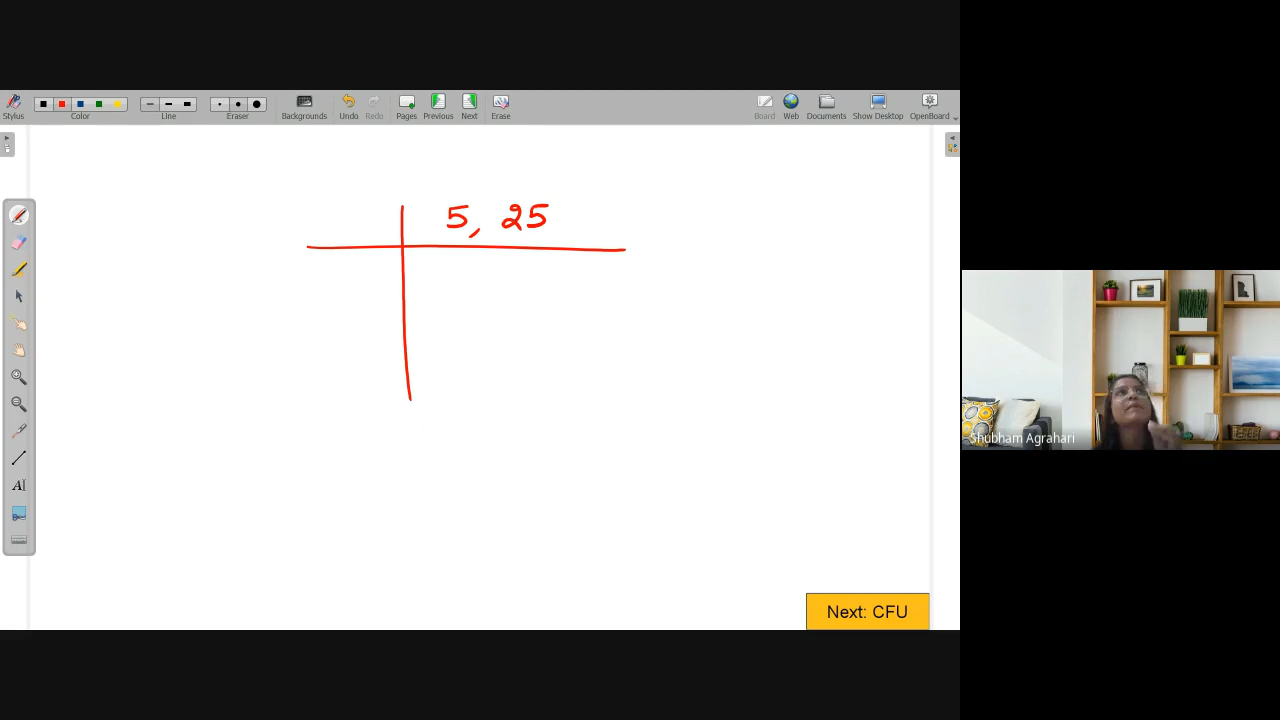 Stylus Color Line Eraser Backgrounds Undo Redo Pages Previous Next Erase Board Web Documents Show Desktop OpenBoard
5, 25
Shubham Agrahari
Next: CFU